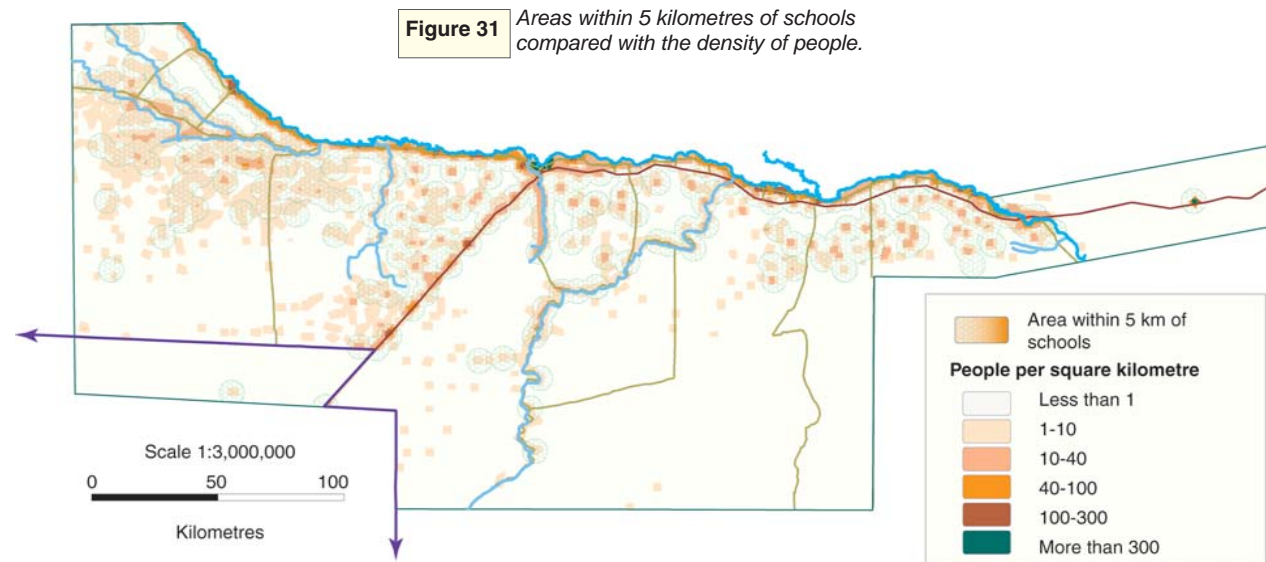 Figure 31
Areas within 5 kilometres of schools
compared with the density of people.
Scale 1:3,000,000
0 50 100
Kilometres
Area within 5 km of
schools
People per square kilometre
Less than 1
1-10
10-40
40-100
100-300
More than 300